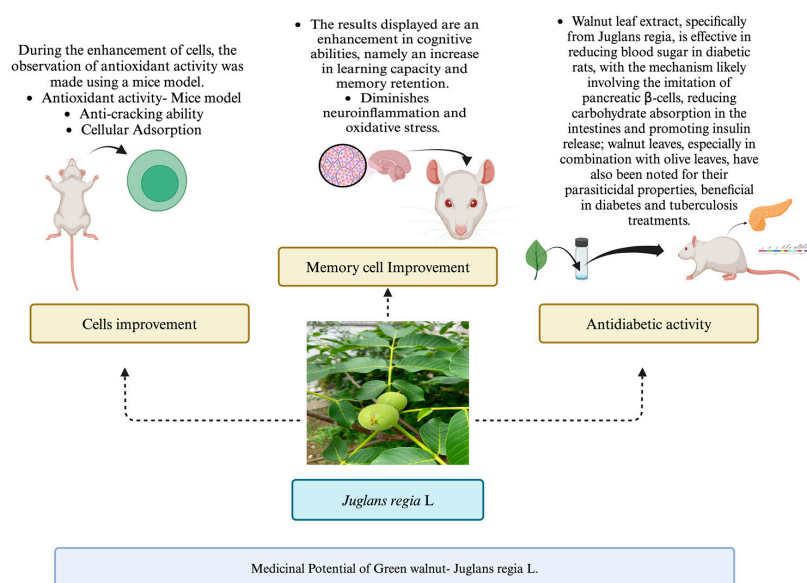 During the enhancement of cells, the
observation of antioxidant activity was
made using a mice model.
• Antioxidant activity- Mice model
• Anti-cracking ability
• Cellular Adsorption
• The results displayed are an
enhancement in cognitive
abilities, namely an increase
in learning capacity and
memory retention.
• Diminishes
neuroinflammation and
oxidative stress.
• Walnut leaf extract, specifically
from Juglans regia, is effective in
reducing blood sugar in diabetic
rats, with the mechanism likely
involving the imitation of
pancreatic β-cells, reducing
carbohydrate absorption in the
intestines and promoting insulin
release; walnut leaves, especially in
combination with olive leaves, have
also been noted for their
parasiticidal properties, beneficial
in diabetes and tuberculosis
treatments.
Cells improvement
Memory cell Improvement
Antidiabetic activity
Juglans regia L
Medicinal Potential of Green walnut- Juglans regia L.